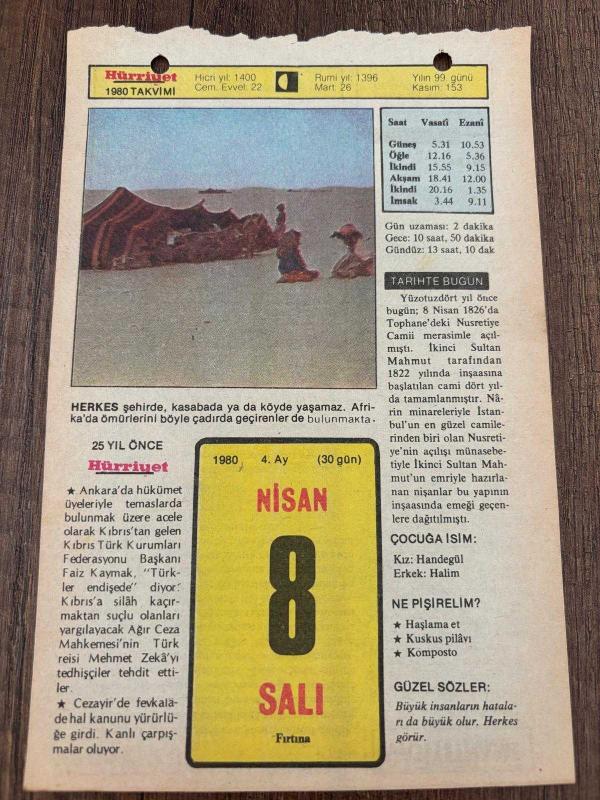 Hürriyet
1980 TAKVİMİ
Hicri yıl: 1400
Cem. Evvel: 22
Rumi yıl: 1396
Mart: 26
Yılın 99. günü
Kasım: 153
Saat Vasatî Ezanî
Güneş 5.31 10.53
Öğle 12.16 5.36
İkindi 15.55 9.15
Akşam 18.41 12.00
İkindi 20.16 1.35
İmsak 3.44 9.11
Gün uzaması: 2 dakika
Gece: 10 saat, 50 dakika
Gündüz: 13 saat, 10 dak
TARİHTE BUGÜN
Yüzotuzdört yıl önce
bugün; 8 Nisan 1826'da
Tophane'deki Nusretiye
Camii merasimle açıl-
mıştı. İkinci Sultan
Mahmut tarafından
1822 yılında inşaasına
başlatılan cami dört yıl-
da tamamlanmıştır. Nâ-
rin minareleriyle İstan-
bul'un en güzel camile-
rinden biri olan Nusreti-
ye'nin açılışı münasebe-
tiyle İkinci Sultan Mah-
mut'un emriyle hazırla-
nan nişanlar bu yapının
inşaasında emeği geçen-
lere dağıtılmıştı.
ÇOCUĞA İSİM:
Kız: Handegül
Erkek: Halim
NE PİŞİRELİM?
★ Haşlama et
★ Kuskus pilâvı
★ Komposto
GÜZEL SÖZLER:
Büyük insanların hatala-
rı da büyük olur. Herkes
görür.
HERKES şehirde, kasabada ya da köyde yaşamaz. Afri-
ka'da ömürlerini böyle çadırda geçirenler de bulunmakta.
25 YIL ÖNCE
Hürriyet
★ Ankara'da hükümet
üyeleriyle temaslarda
bulunmak üzere acele
olarak Kıbrıs'tan gelen
Kıbrıs Türk Kurumları
Federasyonu Başkanı
Faiz Kaymak, "Türk-
ler endişede" diyor.
Kıbrıs'a silâh kaçır-
maktan suçlu olanları
yargılayacak Ağır Ceza
Mahkemesi'nin Türk
reisi Mehmet Zekâ'yı
tedhişçiler tehdit etti-
ler.
★ Cezayir'de fevkala-
de hal kanunu yürürlü-
ğe girdi. Kanlı çarpış-
malar oluyor.
1980 4. Ay (30 gün)
NİSAN
8
SALI
Fırtına